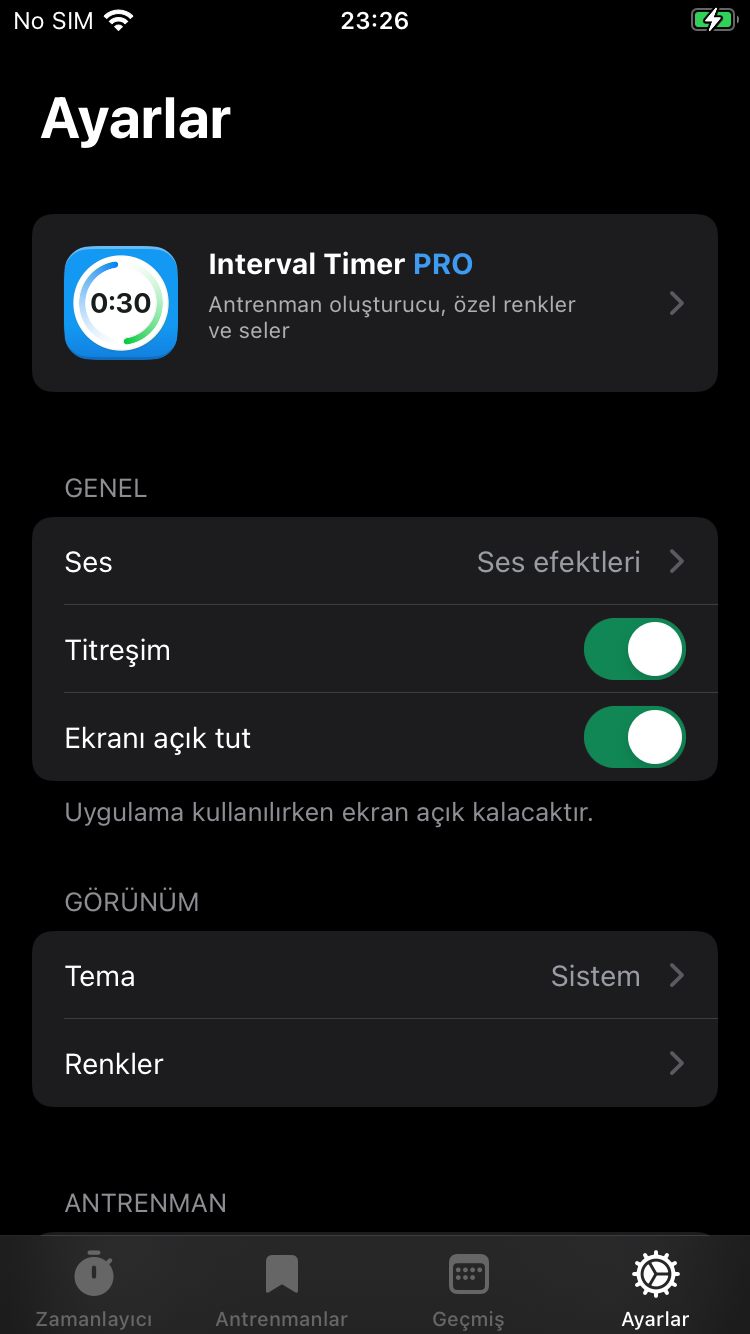 No SIM 23:26
Ayarlar
0:30
Interval Timer PRO
Antrenman oluşturucu, özel renkler
ve seler
GENEL
Ses Ses efektleri
Titreşim
Ekranı açık tut
Uygulama kullanılırken ekran açık kalacaktır.
GÖRÜNÜM
Tema Sistem
Renkler
ANTRENMAN
Zamanlayıcı Antrenmanlar Geçmiş Ayarlar